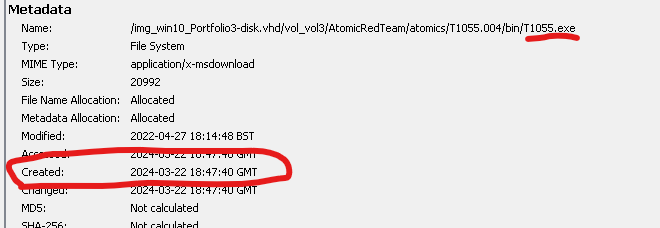 Metadata
Name: /img_win10_Portfolio3-disk.vhd/vol_vol3/AtomicRedTeam/atomics/T1055.004/bin/T1055.exe
Type: File System
MIME Type: application/x-msdownload
Size: 20992
File Name Allocation: Allocated
Metadata Allocation: Allocated
Modified: 2022-04-27 18:14:48 BST
Accessed: 2024-03-22 18:47:40 GMT
Created: 2024-03-22 18:47:40 GMT
Changed: 2024-03-22 18:47:40 GMT
MD5: Not calculated
SHA-256: Not calculated